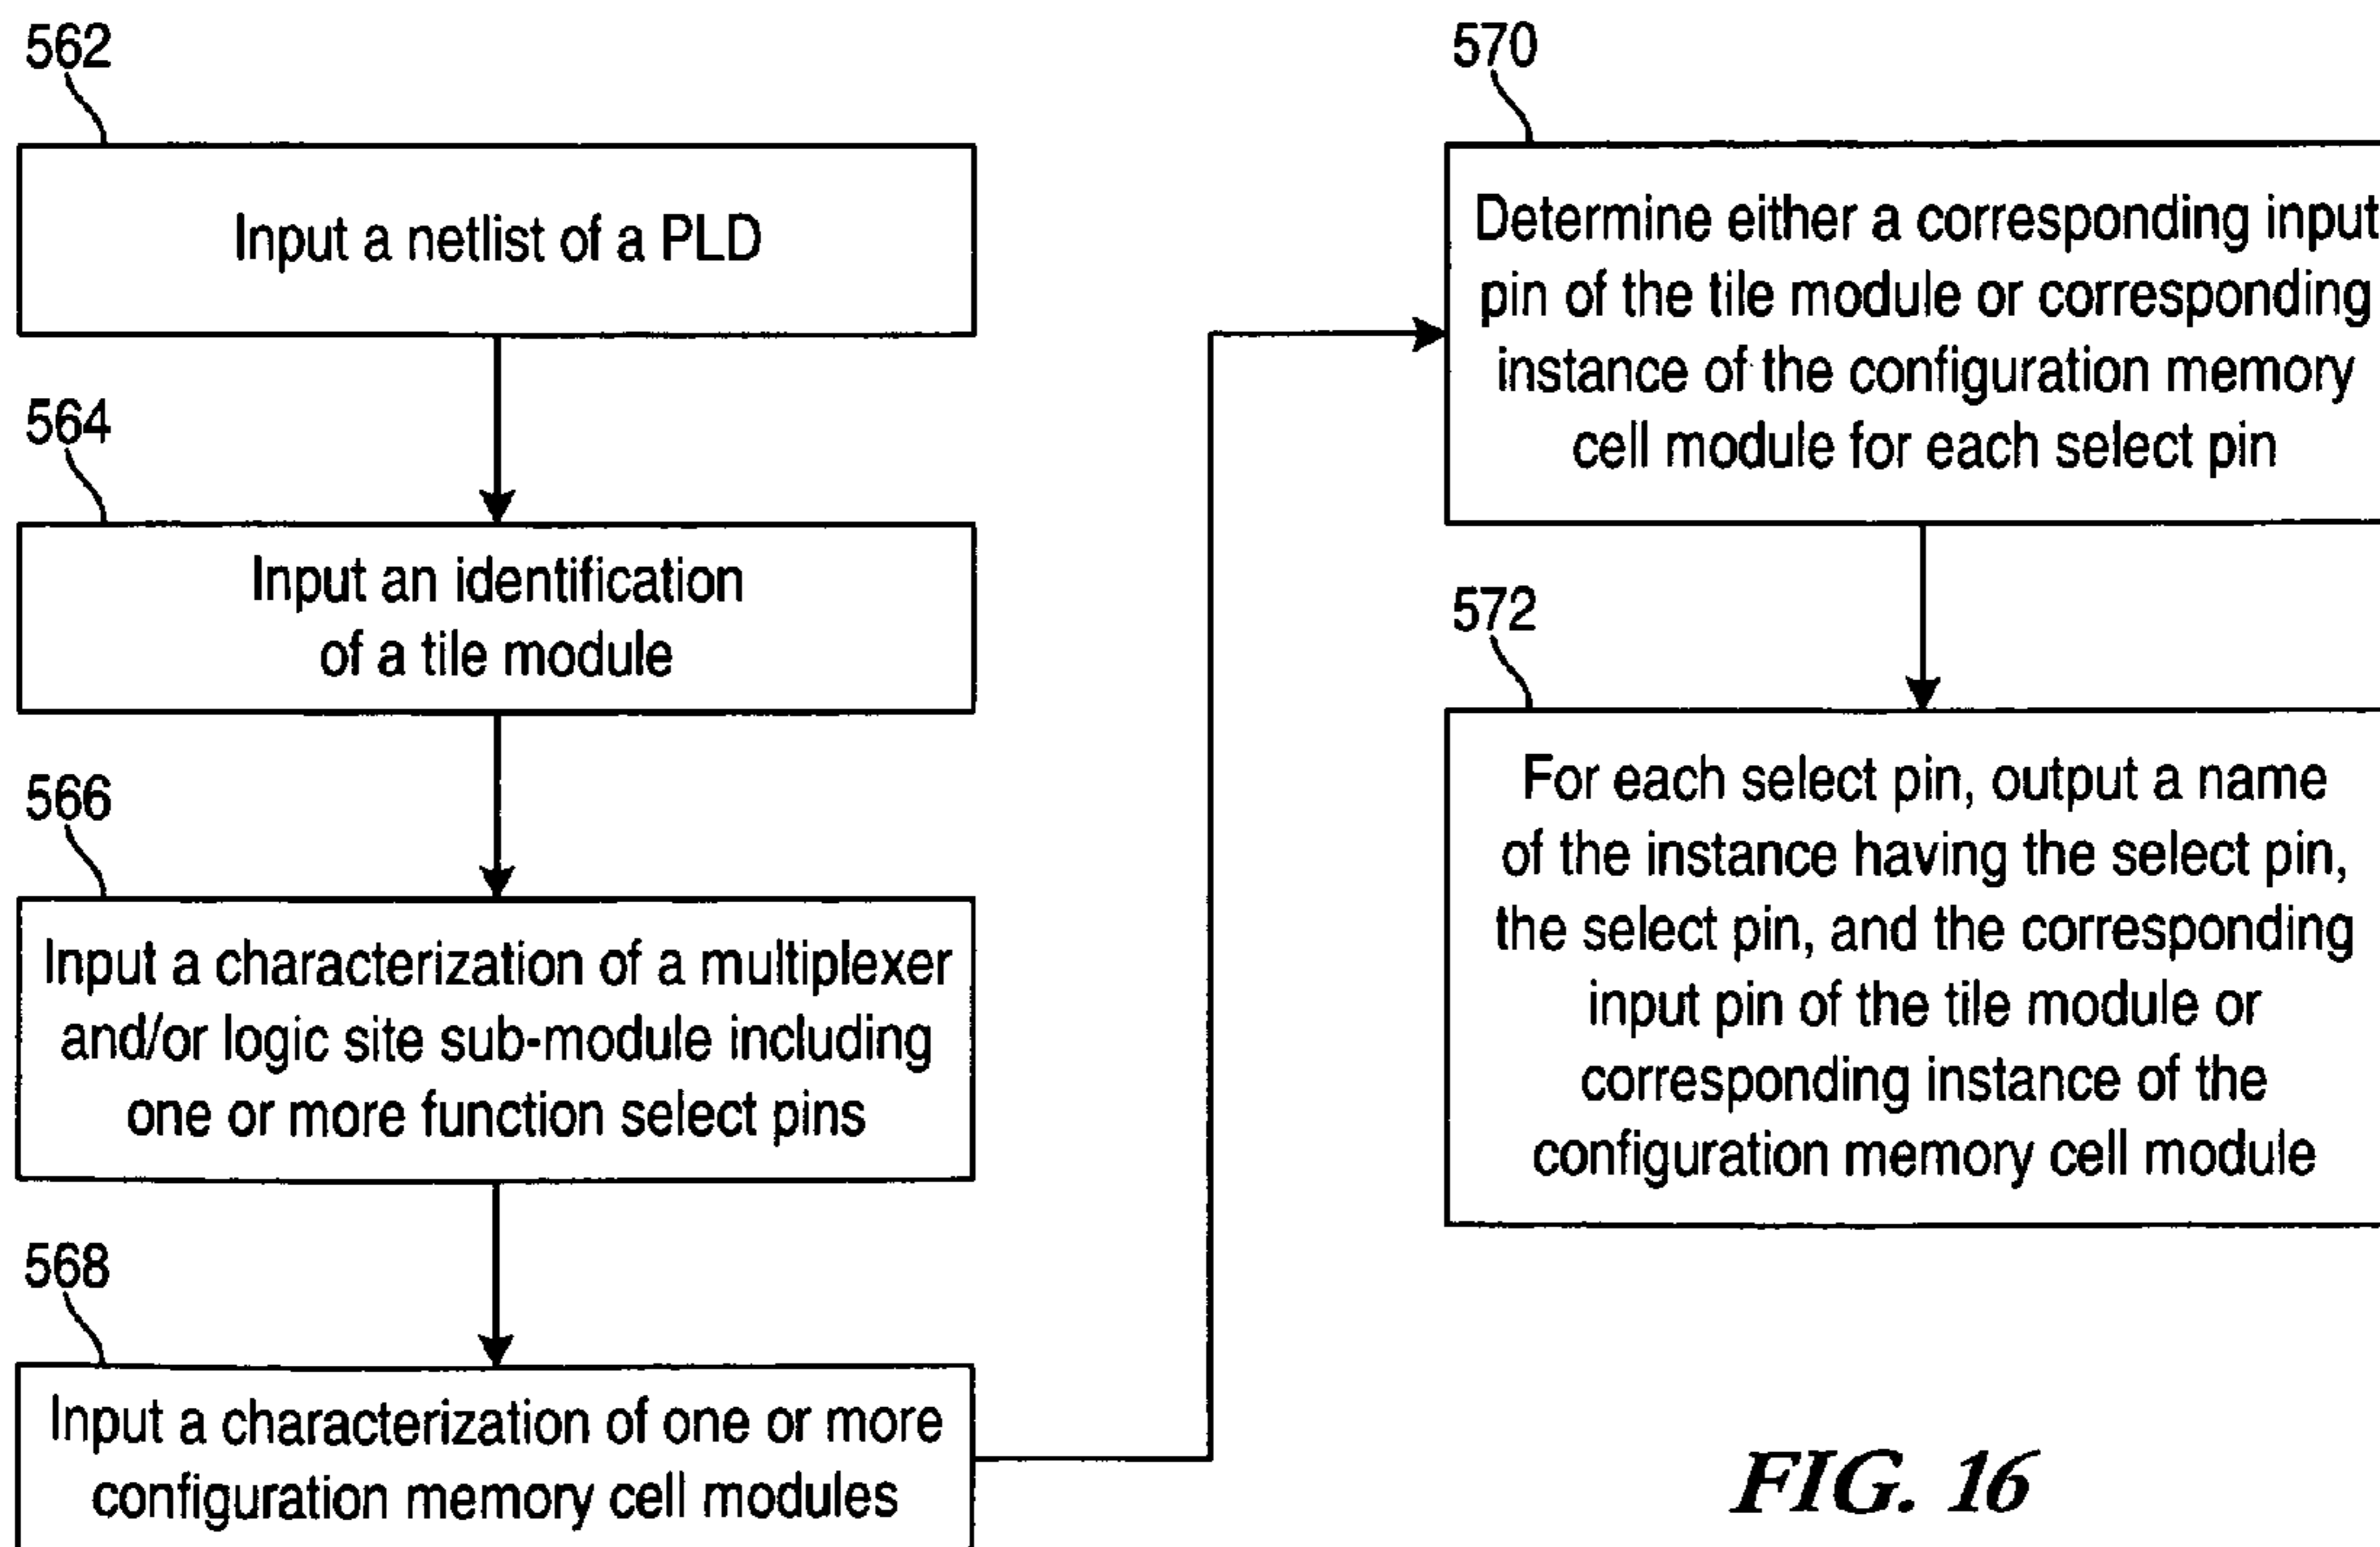 562
Input a netlist of a PLD
564
Input an identification
of a tile module
566
Input a characterization of a multiplexer
and/or logic site sub-module including
one or more function select pins
568
Input a characterization of one or more
configuration memory cell modules
570
Determine either a corresponding input
pin of the tile module or corresponding
instance of the configuration memory
cell module for each select pin
572
For each select pin, output a name
of the instance having the select pin,
the select pin, and the corresponding
input pin of the tile module or
corresponding instance of the
configuration memory cell module
FIG. 16